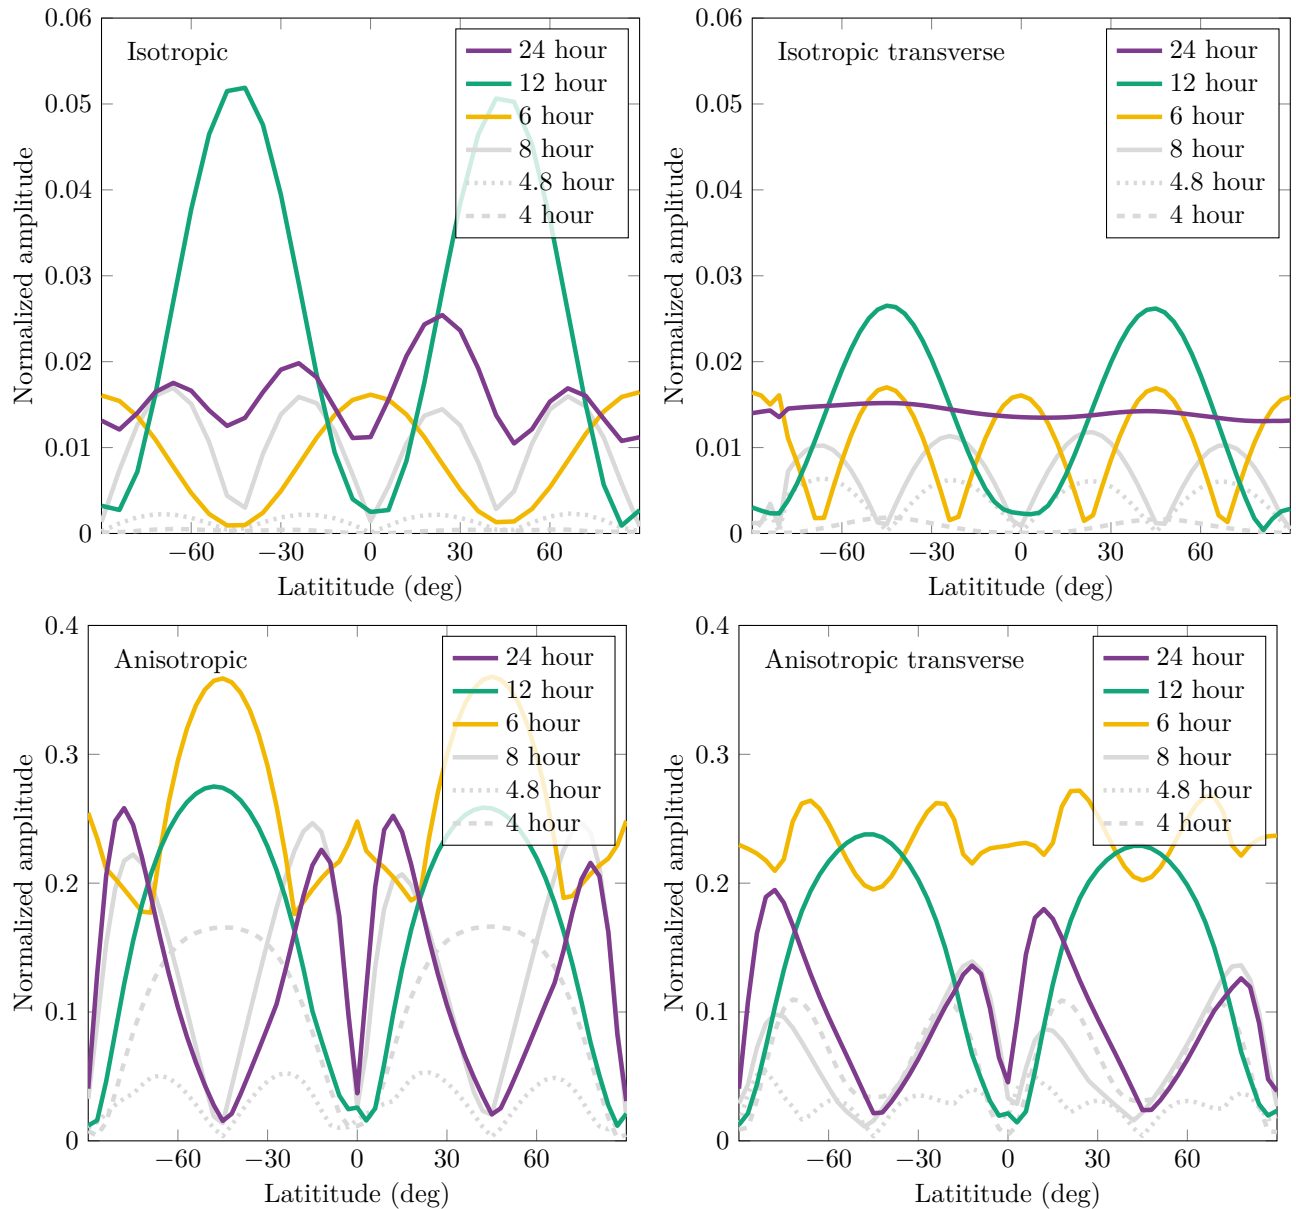 0.06
0.05
0.04
0.03
0.02
0.01
0
Normalized amplitude
Isotropic
24 hour
12 hour
6 hour
8 hour
4.8 hour
4 hour
−60
−30
0
30
60
Latititude (deg)
0.06
0.05
0.04
0.03
0.02
0.01
0
Normalized amplitude
Isotropic transverse
24 hour
12 hour
6 hour
8 hour
4.8 hour
4 hour
−60
−30
0
30
60
Latititude (deg)
0.4
0.3
0.2
0.1
0
Normalized amplitude
Anisotropic
24 hour
12 hour
6 hour
8 hour
4.8 hour
4 hour
−60
−30
0
30
60
Latititude (deg)
0.4
0.3
0.2
0.1
0
Normalized amplitude
Anisotropic transverse
24 hour
12 hour
6 hour
8 hour
4.8 hour
4 hour
−60
−30
0
30
60
Latititude (deg)